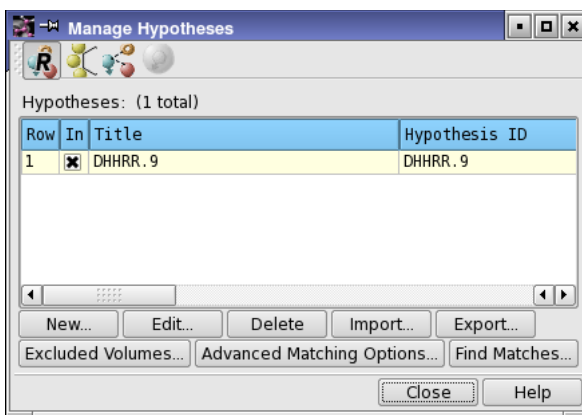 Manage Hypotheses
R
Hypotheses: (1 total)
Row In Title Hypothesis ID
1 DHHRR.9 DHHRR.9
New... Edit... Delete Import... Export...
Excluded Volumes... Advanced Matching Options... Find Matches...
Close Help